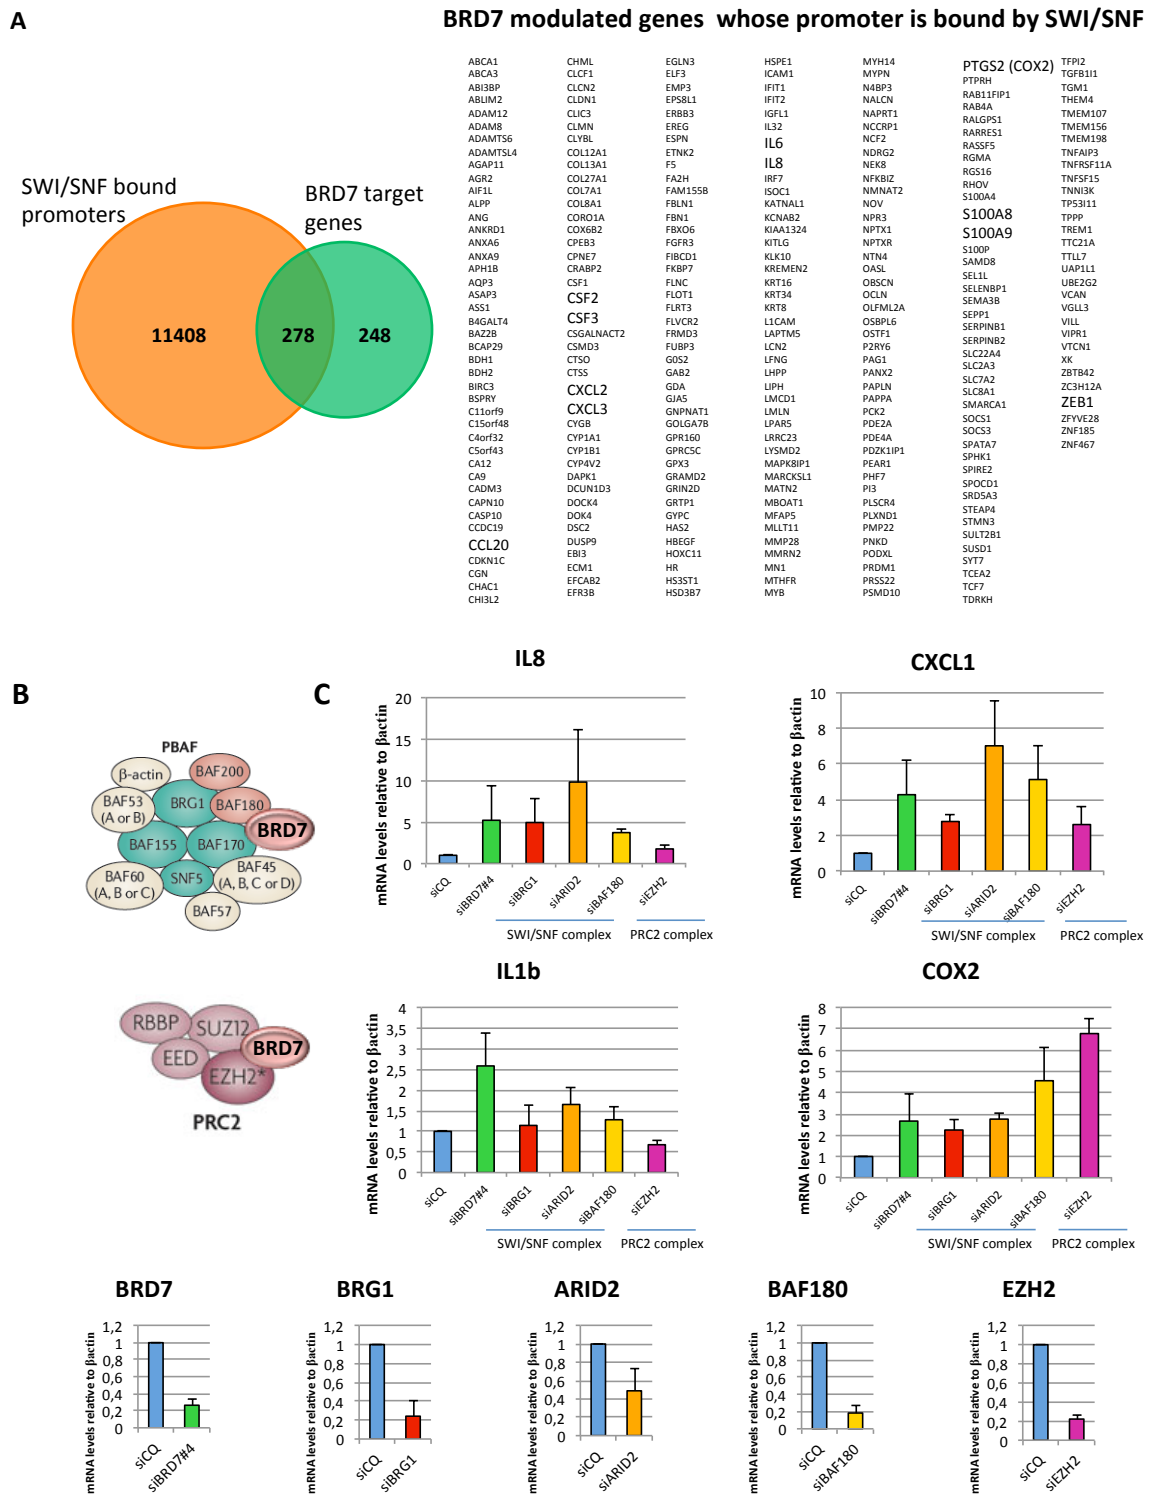 A
BRD7 modulated genes whose promoter is bound by SWI/SNF
SWI/SNF bound
promoters
BRD7 target
genes
11408
278
248
ABCA1
ABCA3
ABI3BP
ABLIM2
ADAM12
ADAM8
ADAMTS6
ADAMTSL4
AGAP11
AGR2
AIF1L
ALPP
ANG
ANKRD1
ANXA6
ANXA9
APH1B
AQP3
ASAP3
ASS1
B4GALT4
BAZ2B
BCAP29
BDH1
BDH2
BIRC3
BSPRY
C11orf9
C15orf48
C4orf32
C5orf43
CA12
CA9
CADM3
CAPN10
CASP10
CCDC19
CCL20
CDKN1C
CGN
CHAC1
CHI3L2
CHML
CLCF1
CLCN2
CLDN1
CLIC3
CLMN
CLYBL
COL12A1
COL13A1
COL27A1
COL7A1
COL8A1
CORO1A
COX6B2
CPEB3
CPNE7
CRABP2
CSF1
CSF2
CSF3
CSGALNACT2
CSMD3
CTSO
CTSS
CXCL2
CXCL3
CYGB
CYP1A1
CYP1B1
CYP4V2
DAPK1
DCUN1D3
DOCK4
DOK4
DSC2
DUSP9
EBI3
ECM1
EFCAB2
EFR3B
EGLN3
ELF3
EMP3
EPS8L1
ERBB3
EREG
ESPN
ETNK2
F5
FA2H
FAM155B
FBLN1
FBN1
FBXO6
FGFR3
FIBCD1
FKBP7
FLNC
FLOT1
FLRT3
FLVCR2
FRMD3
FUBP3
G0S2
GAB2
GDA
GJA5
GNPNAT1
GOLGA7B
GPR160
GPRC5C
GPX3
GRAMD2
GRIN2D
GRTP1
GYPC
HAS2
HBEGF
HOXC11
HR
HS3ST1
HSD3B7
HSPE1
ICAM1
IFIT1
IFIT2
IGFL1
IL32
IL6
IL8
IRF7
ISOC1
KATNAL1
KCNAB2
KIAA1324
KITLG
KLK10
KREMEN2
KRT16
KRT34
KRT8
L1CAM
LAPTM5
LCN2
LFNG
LHPP
LIPH
LMCD1
LMLN
LPAR5
LRRC23
LYSMD2
MAPK8IP1
MARCKSL1
MATN2
MBOAT1
MFAP5
MLLT11
MMP28
MMRN2
MN1
MTHFR
MYB
MYH14
MYPN
N4BP3
NALCN
NAPRT1
NCCRP1
NCF2
NDRG2
NEK8
NFKBIZ
NMNAT2
NOV
NPR3
NPTX1
NPTXR
NTN4
OASL
OBSCN
OCLN
OLFML2A
OSBPL6
OSTF1
P2RY6
PAG1
PANX2
PAPLN
PAPPA
PCK2
PDE2A
PDE4A
PDZK1IP1
PEAR1
PHF7
PI3
PLSCR4
PLXND1
PMP22
PNKD
PODXL
PRDM1
PRSS22
PSMD10
PTGS2 (COX2)
PTPRH
RAB11FIP1
RAB4A
RALGPS1
RARRES1
RASSF5
RGMA
RGS16
RHOV
S100A4
S100A8
S100A9
S100P
SAMD8
SEL1L
SELENBP1
SEMA3B
SEPP1
SERPINB1
SERPINB2
SLC22A4
SLC2A3
SLC7A2
SLC8A1
SMARCA1
SOCS1
SOCS3
SPATA7
SPHK1
SPIRE2
SPOCD1
SRD5A3
STEAP4
STMN3
SULT2B1
SUSD1
SYT7
TCEA2
TCF7
TDRKH
TFPI2
TGFB1I1
TGM1
THEM4
TMEM107
TMEM156
TMEM198
TNFAIP3
TNFRSF11A
TNFSF15
TNNI3K
TP53I11
TPPP
TREM1
TTC21A
TTLL7
UAP1L1
UBE2G2
VCAN
VGLL3
VILL
VIPR1
VTCN1
XK
ZBTB42
ZC3H12A
ZEB1
ZFYVE28
ZNF185
ZNF467
B
PBAF
β-actin
BAF200
BAF53
(A or B)
BRG1
BAF180
BRD7
BAF155
BAF170
BAF60
(A, B or C)
SNF5
BAF45
(A, B, C or D)
BAF57
RBBP
SUZ12
BRD7
EED
EZH2*
PRC2
C
IL8
mRNA levels relative to βactin
20
15
10
5
0
siCQ
siBRD7#4
siBRG1
siARID2
siBAF180
siEZH2
SWI/SNF complex
PRC2 complex
CXCL1
mRNA levels relative to βactin
10
8
6
4
2
0
siCQ
siBRD7#4
siBRG1
siARID2
siBAF180
siEZH2
SWI/SNF complex
PRC2 complex
IL1b
mRNA levels relative to βactin
4
3,5
3
2,5
2
1,5
1
0,5
0
siCQ
siBRD7#4
siBRG1
siARID2
siBAF180
siEZH2
SWI/SNF complex
PRC2 complex
COX2
mRNA levels relative to βactin
8
7
6
5
4
3
2
1
0
siCQ
siBRD7#4
siBRG1
siARID2
siBAF180
siEZH2
SWI/SNF complex
PRC2 complex
BRD7
mRNA levels relative to βactin
1,2
1
0,8
0,6
0,4
0,2
0
siCQ
siBRD7#4
BRG1
mRNA levels relative to βactin
1,2
1
0,8
0,6
0,4
0,2
0
siCQ
siBRG1
ARID2
mRNA levels relative to βactin
1,2
1
0,8
0,6
0,4
0,2
0
siCQ
siARID2
BAF180
mRNA levels relative to βactin
1,2
1
0,8
0,6
0,4
0,2
0
siCQ
siBAF180
EZH2
mRNA levels relative to βactin
1,2
1
0,8
0,6
0,4
0,2
0
siCQ
siEZH2